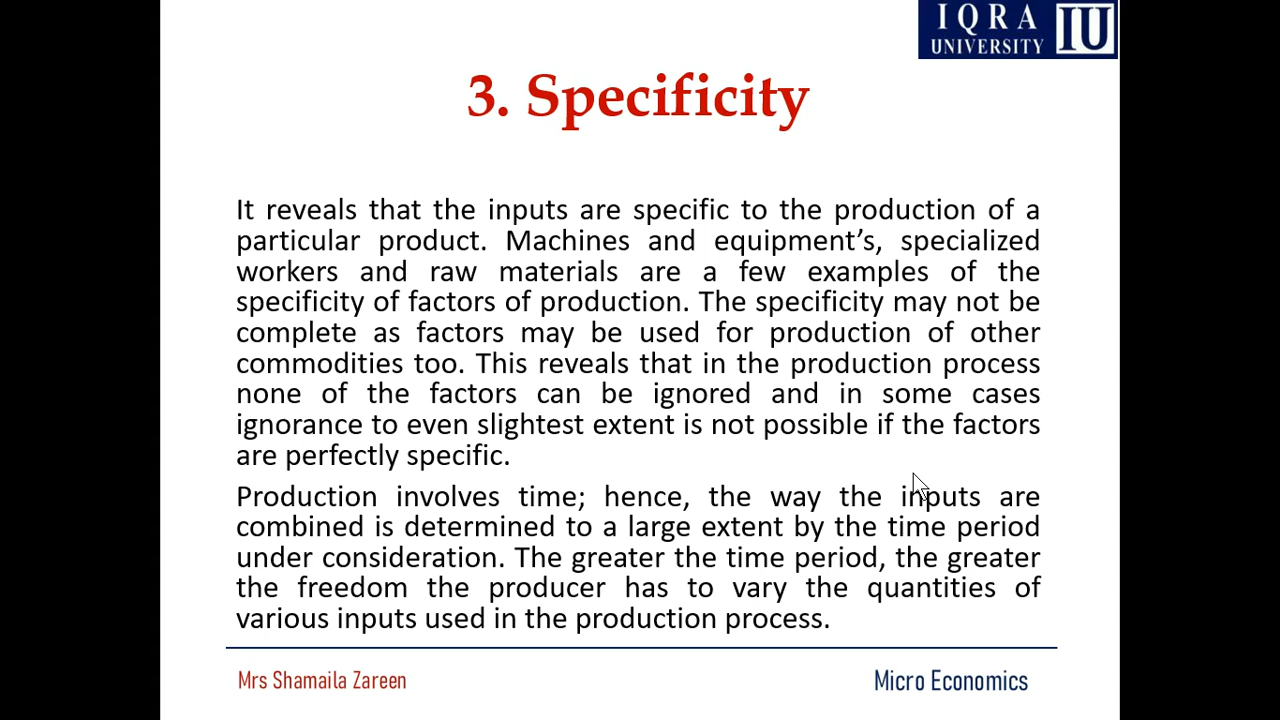 IQRA
UNIVERSITY IU
3. Specificity
It reveals that the inputs are specific to the production of a
particular product. Machines and equipment’s, specialized
workers and raw materials are a few examples of the
specificity of factors of production. The specificity may not be
complete as factors may be used for production of other
commodities too. This reveals that in the production process
none of the factors can be ignored and in some cases
ignorance to even slightest extent is not possible if the factors
are perfectly specific.
Production involves time; hence, the way the inputs are
combined is determined to a large extent by the time period
under consideration. The greater the time period, the greater
the freedom the producer has to vary the quantities of
various inputs used in the production process.
Mrs Shamaila Zareen
Micro Economics